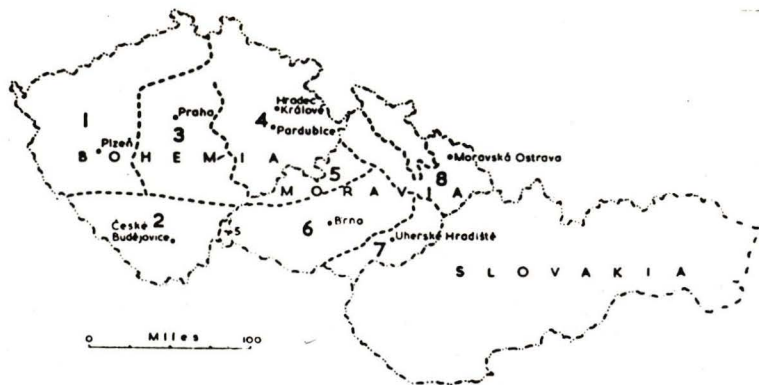 Hradec
1
Praha
4
Králové
3
Pardubice
Plzeň
Moravská Ostrava
B O H E M I A
5
8
M O R A V I A
České
2
Budějovice
S
6
Brno
7
Uherské Hradiště
S L O V A K I A
Miles
0
100